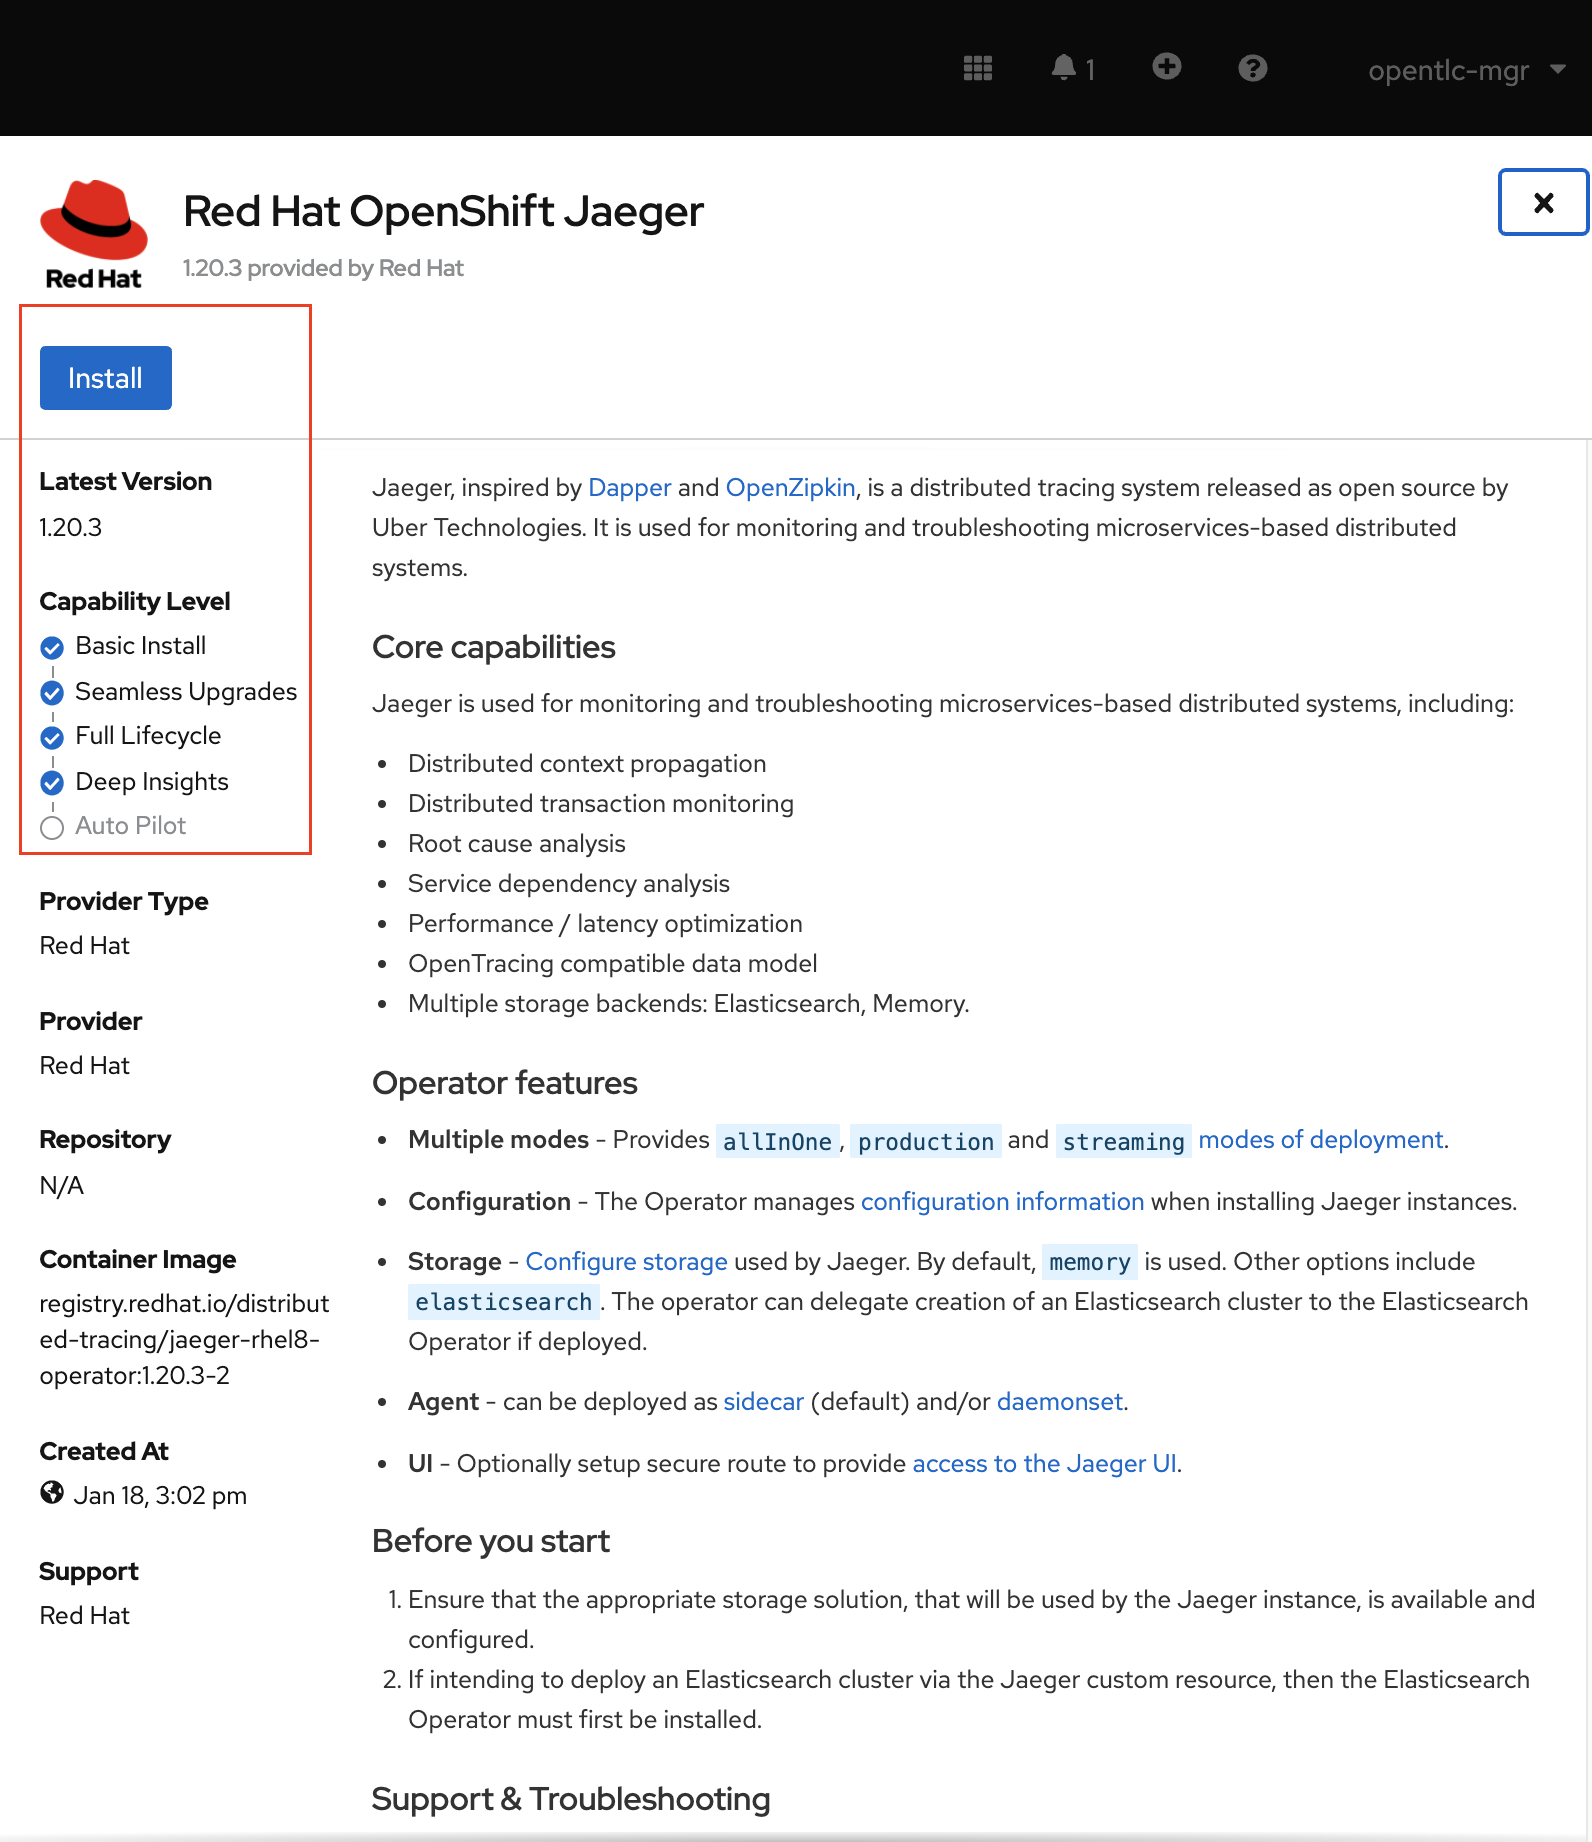 1
opentlc-mgr
Red Hat
Red Hat OpenShift Jaeger
1.20.3 provided by Red Hat
Install
Latest Version
1.20.3
Capability Level
Basic Install
Seamless Upgrades
Full Lifecycle
Deep Insights
Auto Pilot
Provider Type
Red Hat
Provider
Red Hat
Repository
N/A
Container Image
registry.redhat.io/distribut
ed-tracing/jaeger-rhel8-
operator:1.20.3-2
Created At
Jan 18, 3:02 pm
Support
Red Hat
Jaeger, inspired by Dapper and OpenZipkin, is a distributed tracing system released as open source by
Uber Technologies. It is used for monitoring and troubleshooting microservices-based distributed
systems.
Core capabilities
Jaeger is used for monitoring and troubleshooting microservices-based distributed systems, including:
• Distributed context propagation
• Distributed transaction monitoring
• Root cause analysis
• Service dependency analysis
• Performance / latency optimization
• OpenTracing compatible data model
• Multiple storage backends: Elasticsearch, Memory.
Operator features
• Multiple modes - Provides allInOne, production and streaming modes of deployment.
• Configuration - The Operator manages configuration information when installing Jaeger instances.
• Storage - Configure storage used by Jaeger. By default, memory is used. Other options include
elasticsearch. The operator can delegate creation of an Elasticsearch cluster to the Elasticsearch
Operator if deployed.
• Agent - can be deployed as sidecar (default) and/or daemonset.
• UI - Optionally setup secure route to provide access to the Jaeger UI.
Before you start
1. Ensure that the appropriate storage solution, that will be used by the Jaeger instance, is available and
configured.
2. If intending to deploy an Elasticsearch cluster via the Jaeger custom resource, then the Elasticsearch
Operator must first be installed.
Support & Troubleshooting